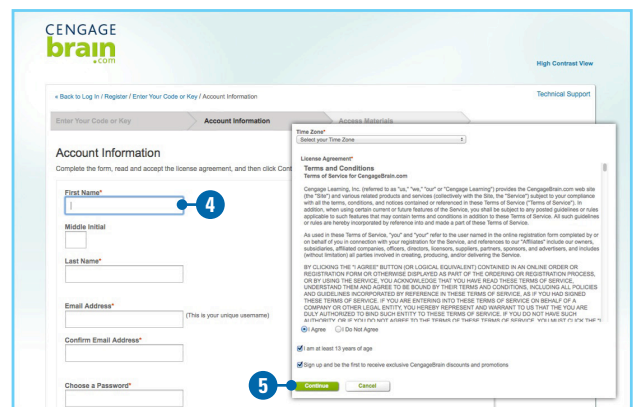 CENGAGE
brain
.com
High Contrast View
« Back to Log In / Register / Enter Your Code or Key / Account Information
Technical Support
Enter Your Code or Key
Account Information
Access Materials
Account Information
Complete the form, read and accept the license agreement, and then click Cont
First Name*
4
Middle Initial
Last Name*
Email Address*
(This is your unique username)
Confirm Email Address*
Choose a Password*
Time Zone*
Select your Time Zone
License Agreement*
Terms and Conditions
Terms of Service for CengageBrain.com
Cengage Learning, Inc. (referred to as "us," "we," "our" or "Cengage Learning") provides the CengageBrain.com web site
(the "Site") and various related products and services (collectively with the Site, the "Service") subject to your compliance
with all the terms, conditions, and notices contained or referenced in these Terms of Service ("Terms of Service"). In
addition, when using certain current or future features of the Service, you shall be subject to any posted guidelines or rules
applicable to such features that may contain terms and conditions in addition to these Terms of Service. All such guidelines
or rules are hereby incorporated by reference into and made a part of these Terms of Service.
As used in these Terms of Service, "you" and "your" refer to the user named in the online registration form completed by or
on behalf of you in connection with your registration for the Service, and references to our "Affiliates" include our owners,
subsidiaries, affiliated companies, officers, directors, licensors, suppliers, partners, sponsors, and advertisers, and includes
(without limitation) all parties involved in creating, producing, and/or delivering the Service.
BY CLICKING THE "I AGREE" BUTTON (OR LOGICAL EQUIVALENT) CONTAINED IN AN ONLINE ORDER OR
REGISTRATION FORM OR OTHERWISE DISPLAYED AS PART OF THE ORDERING OR REGISTRATION PROCESS,
OR BY USING THE SERVICE, YOU ACKNOWLEDGE THAT YOU HAVE READ THESE TERMS OF SERVICE,
UNDERSTAND THEM AND AGREE TO BE BOUND BY THEIR TERMS AND CONDITIONS, INCLUDING ALL POLICIES
AND GUIDELINES INCORPORATED BY REFERENCE IN THESE TERMS OF SERVICE, AS IF YOU HAD SIGNED
THESE TERMS OF SERVICE. IF YOU ARE ENTERING INTO THESE TERMS OF SERVICE ON BEHALF OF A
COMPANY OR OTHER LEGAL ENTITY, YOU HEREBY REPRESENT AND WARRANT TO US THAT THE YOU ARE
DULY AUTHORIZED TO BIND SUCH ENTITY TO THESE TERMS OF SERVICE. IF YOU DO NOT HAVE SUCH
AUTHORITY, OR IF YOU DO NOT AGREE TO THE TERMS OF THESE TERMS OF SERVICE, YOU MUST CLICK THE "I
I Agree
I Do Not Agree
I am at least 13 years of age
Sign up and be the first to receive exclusive CengageBrain discounts and promotions
5
Continue
Cancel